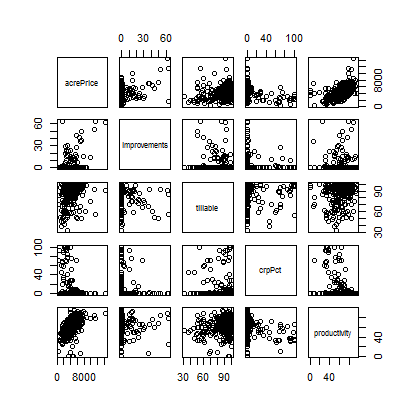 0 30 60
0 40 100
acrePrice
0 8000
0 30 60
improvements
tillable
30 60 90
0 40 100
crpPct
productivity
0 40
0 8000
30 60 90
0 40